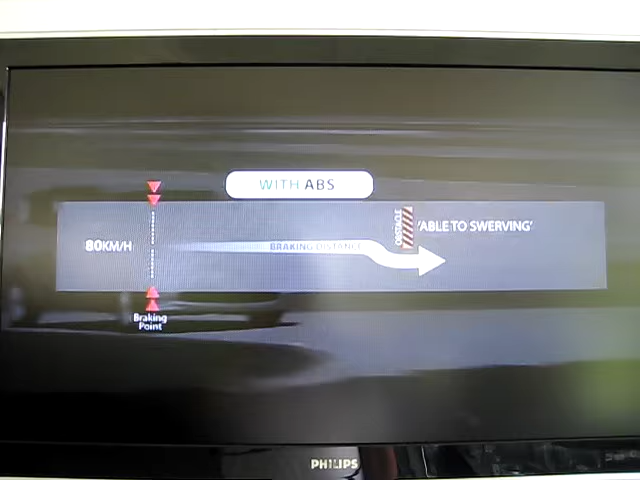 WITH ABS
80KM/H
BRAKING DISTANCE
OBSTACLE
'ABLE TO SWERVING'
Braking
Point
PHILIPS